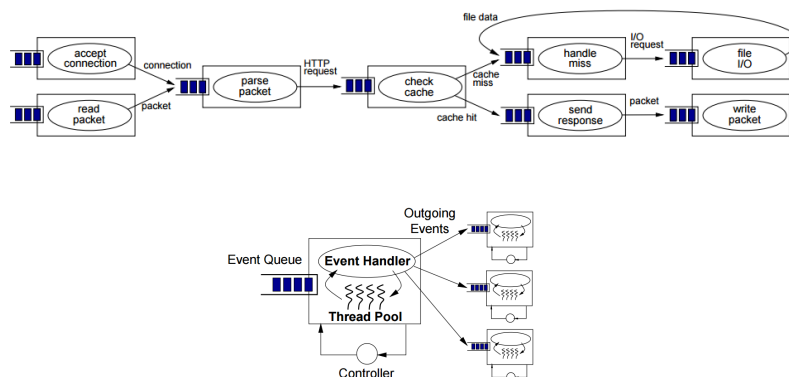 file data
accept
connection
connection
read
packet
packet
parse
packet
HTTP
request
check
cache
cache
miss
cache hit
handle
miss
I/O
request
file
I/O
send
response
packet
write
packet
Outgoing
Events
Event Queue
Event Handler
Thread Pool
Controller